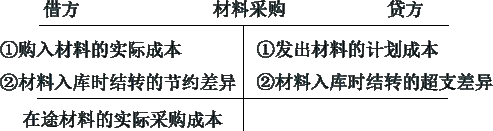 借方 材料采购 贷方
①购入材料的实际成本 ①发出材料的计划成本
②材料入库时结转的节约差异 ②材料入库时结转的超支差异
在途材料的实际采购成本